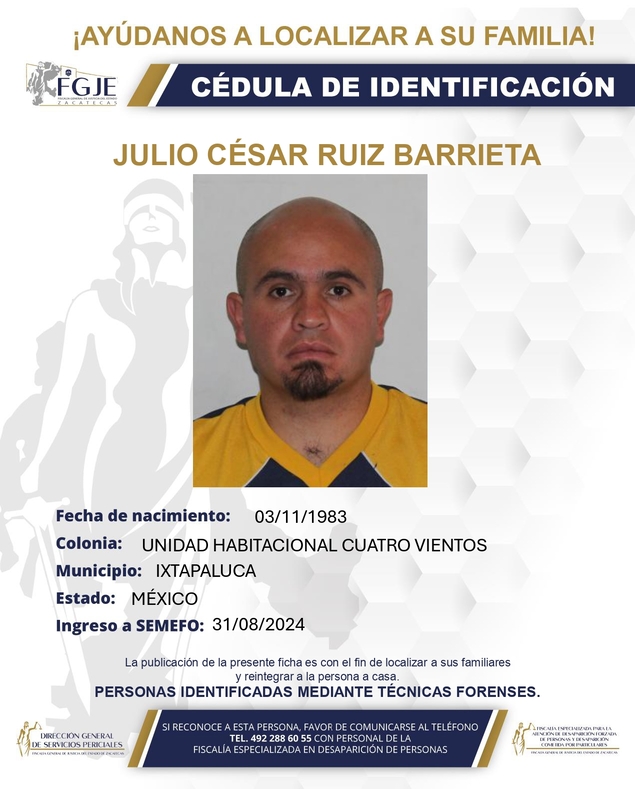 ¡AYÚDANOS A LOCALIZAR A SU FAMILIA!
FGJE
ZACATECAS
CÉDULA DE IDENTIFICACIÓN
JULIO CÉSAR RUIZ BARRIETA
Fecha de nacimiento: 03/11/1983
Colonia: UNIDAD HABITACIONAL CUATRO VIENTOS
Municipio: IXTAPALUCA
Estado: MÉXICO
Ingreso a SEMEFO: 31/08/2024
La publicación de la presente ficha es con el fin de localizar a sus familiares
y reintegrar a la persona a casa.
PERSONAS IDENTIFICADAS MEDIANTE TÉCNICAS FORENSES.
DIRECCIÓN GENERAL
DE SERVICIOS PERICIALES
SI RECONOCE A ESTA PERSONA, FAVOR DE COMUNICARSE AL TELÉFONO
TEL. 492 288 60 55 CON PERSONAL DE LA
FISCALÍA ESPECIALIZADA EN DESAPARICIÓN DE PERSONAS
FISCALÍA ESPECIALIZADA PARA LA
ATENCIÓN DE DESAPARICIÓN FORZADA
DE PERSONAS Y DESAPARICIÓN
COMETIDA POR PARTICULARES